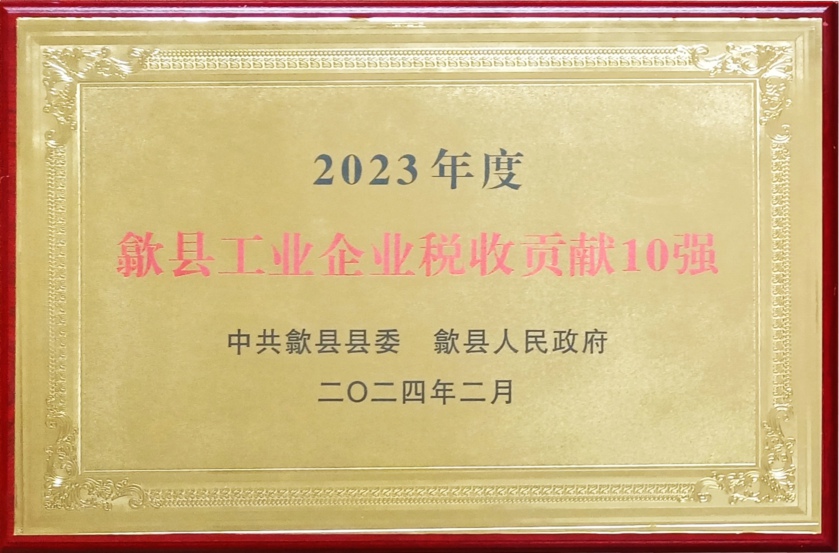 2023年度
歙县工业企业税收贡献10强
中共歙县县委　歙县人民政府
二〇二四年二月